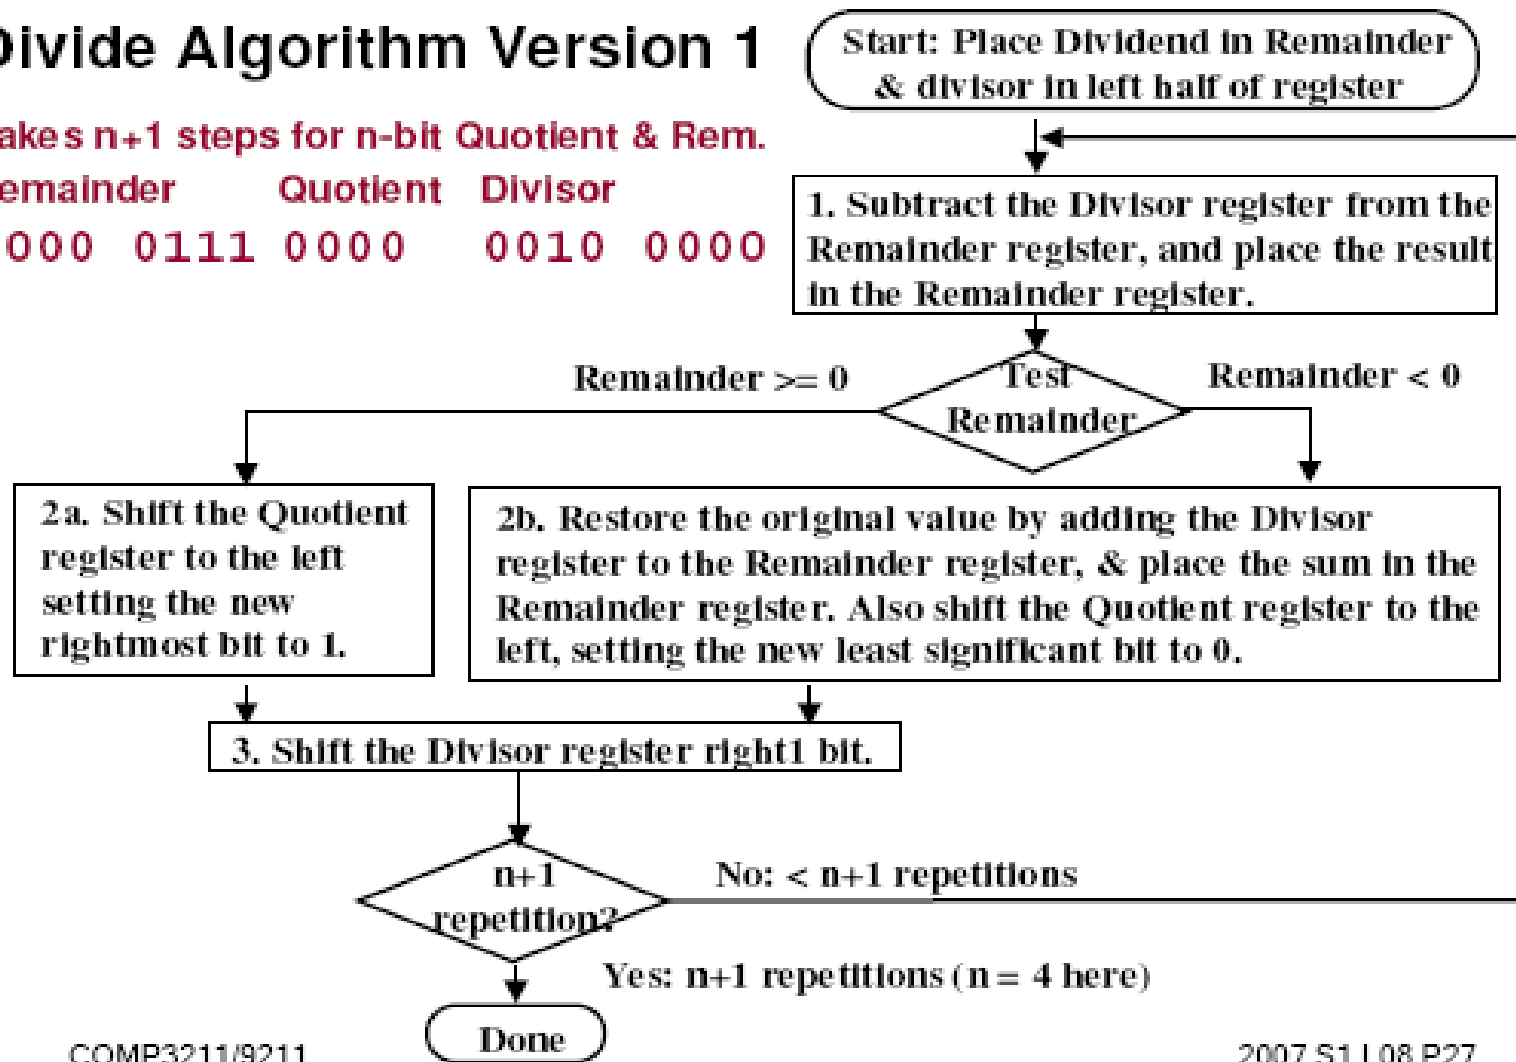 Divide Algorithm Version 1
akes n+1 steps for n-bit Quotient & Rem.
emainder Quotient Divisor
000 0111 0000 0010 0000
Start: Place Dividend in Remainder
& divisor in left half of register
1. Subtract the Divisor register from the
Remainder register, and place the result
in the Remainder register.
Remainder >= 0
Test
Remainder
Remainder < 0
2a. Shift the Quotient
register to the left
setting the new
rightmost bit to 1.
2b. Restore the original value by adding the Divisor
register to the Remainder register, & place the sum in the
Remainder register. Also shift the Quotient register to the
left, setting the new least significant bit to 0.
3. Shift the Divisor register right1 bit.
n+1
repetition?
No: < n+1 repetitions
Yes: n+1 repetitions (n = 4 here)
Done
COMP3211/9211
2007 S1 L08 P27